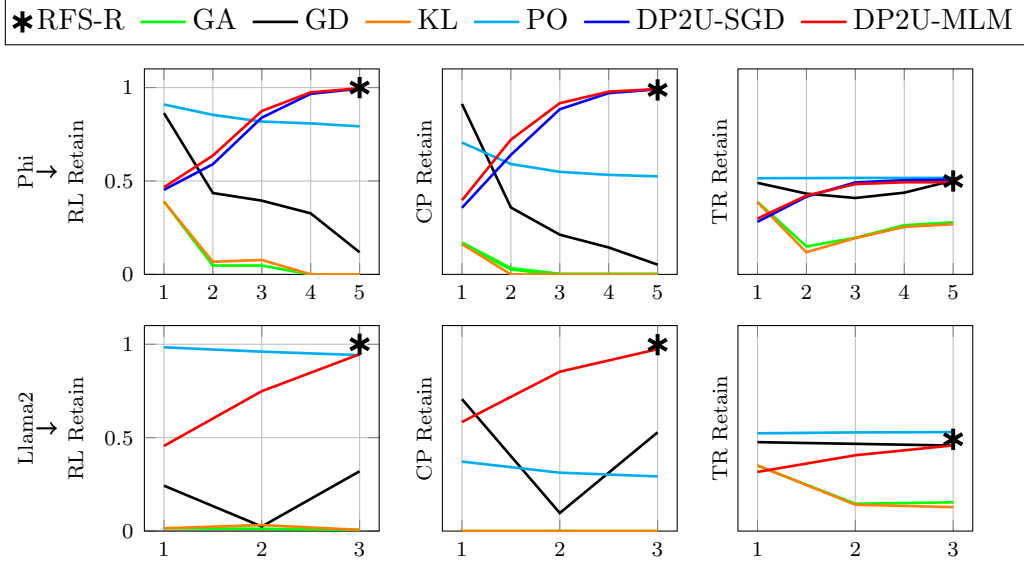 RFS-R GA GD KL PO DP2U-SGD DP2U-MLM
Phi
→
RL Retain
1
0.5
0
1 2 3 4 5
CP Retain
1 2 3 4 5
TR Retain
1 2 3 4 5
Llama2
→
RL Retain
1
0.5
0
1 2 3
CP Retain
1 2 3
TR Retain
1 2 3